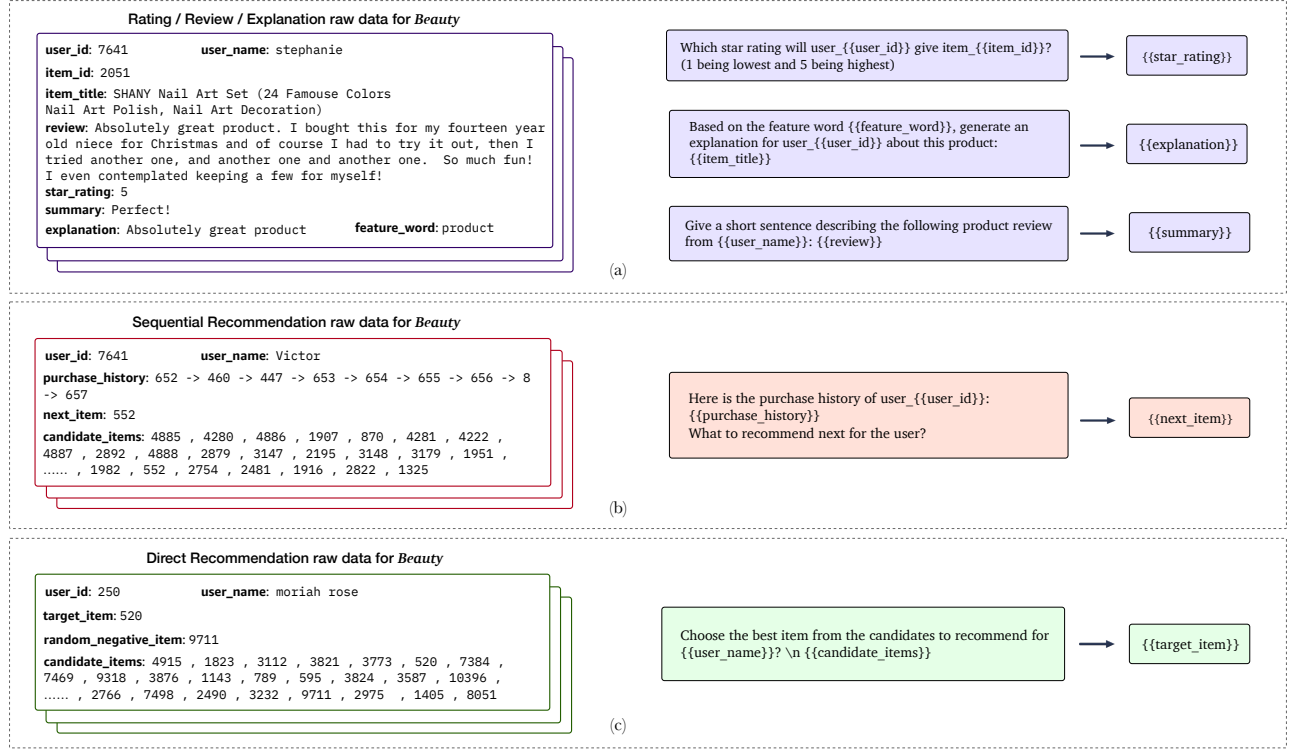 Rating / Review / Explanation raw data for Beauty
user_id: 7641 user_name: stephanie
item_id: 2051
item_title: SHANY Nail Art Set (24 Famouse Colors
Nail Art Polish, Nail Art Decoration)
review: Absolutely great product. I bought this for my fourteen year
old niece for Christmas and of course I had to try it out, then I
tried another one, and another one and another one. So much fun!
I even contemplated keeping a few for myself!
star_rating: 5
summary: Perfect!
explanation: Absolutely great product feature_word: product
Which star rating will user_{{user_id}} give item_{{item_id}}?
(1 being lowest and 5 being highest)
{{star_rating}}
Based on the feature word {{feature_word}}, generate an
explanation for user_{{user_id}} about this product:
{{item_title}}
{{explanation}}
Give a short sentence describing the following product review
from {{user_name}}: {{review}}
{{summary}}
(a)
Sequential Recommendation raw data for Beauty
user_id: 7641 user_name: Victor
purchase_history: 652 -> 460 -> 447 -> 653 -> 654 -> 655 -> 656 -> 8
-> 657
next_item: 552
candidate_items: 4885 , 4280 , 4886 , 1907 , 870 , 4281 , 4222 ,
4887 , 2892 , 4888 , 2879 , 3147 , 2195 , 3148 , 3179 , 1951 ,
...... , 1982 , 552 , 2754 , 2481 , 1916 , 2822 , 1325
Here is the purchase history of user_{{user_id}}:
{{purchase_history}}
What to recommend next for the user?
{{next_item}}
(b)
Direct Recommendation raw data for Beauty
user_id: 250 user_name: moriah rose
target_item: 520
random_negative_item: 9711
candidate_items: 4915 , 1823 , 3112 , 3821 , 3773 , 520 , 7384 ,
7469 , 9318 , 3876 , 1143 , 789 , 595 , 3824 , 3587 , 10396 ,
...... , 2766 , 7498 , 2490 , 3232 , 9711 , 2975 , 1405 , 8051
Choose the best item from the candidates to recommend for
{{user_name}}? \n {{candidate_items}}
{{target_item}}
(c)